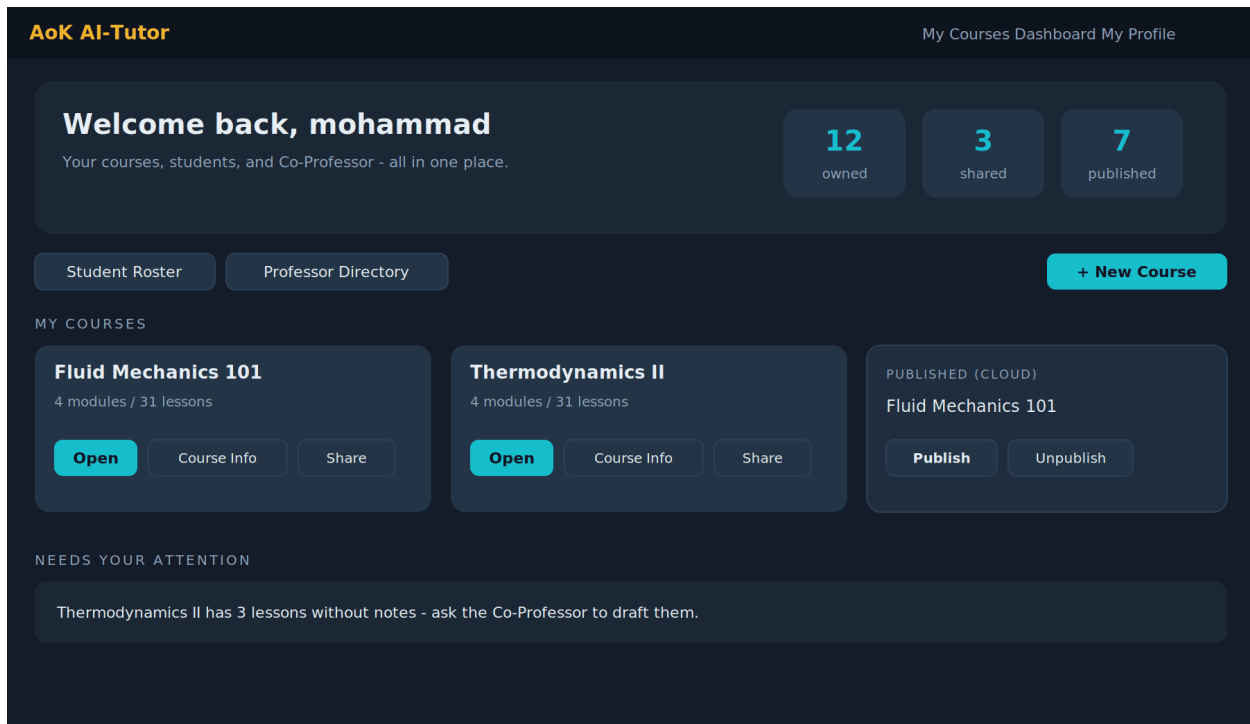 AoK AI-Tutor
My Courses Dashboard My Profile
Welcome back, mohammad
Your courses, students, and Co-Professor - all in one place.
12
owned
3
shared
7
published
Student Roster
Professor Directory
+ New Course
MY COURSES
Fluid Mechanics 101
4 modules / 31 lessons
Open
Course Info
Share
Thermodynamics II
4 modules / 31 lessons
Open
Course Info
Share
PUBLISHED (CLOUD)
Fluid Mechanics 101
Publish
Unpublish
NEEDS YOUR ATTENTION
Thermodynamics II has 3 lessons without notes - ask the Co-Professor to draft them.